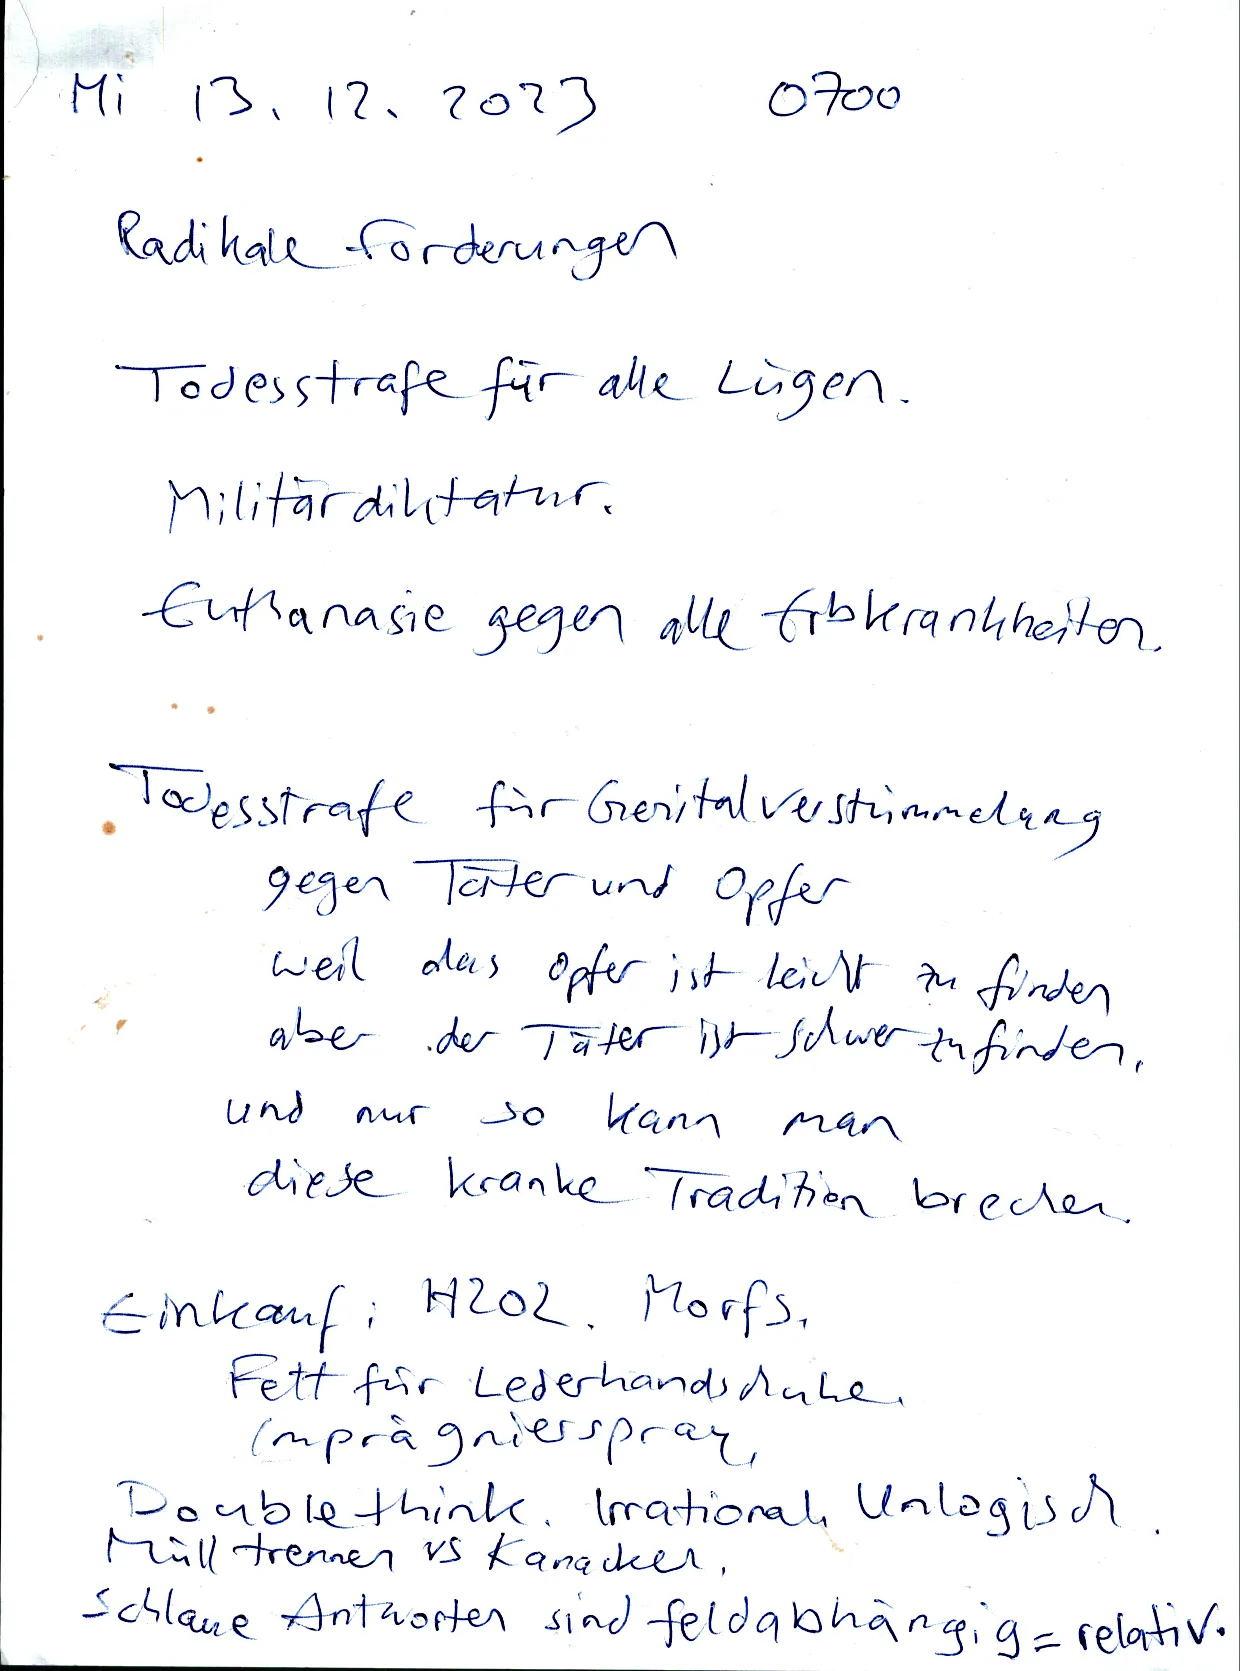 Mi 13.12.2023 0700
Radikale Forderungen
Todesstrafe für alle Lügen.
Militärdiktatur.
Euthanasie gegen alle Erbkrankheiten.
Todesstrafe für Genitalverstümmelung
gegen Täter und Opfer
weil das Opfer ist leicht zu finden
aber der Täter ist schwer zu finden.
und nur so kann man
diese kranke Tradition brechen.
Einkauf: H2O2. Morfs.
Fett für Lederhandschuhe.
Imprägnierspray,
Doublethink. Irrational, Unlogisch.
Müll trennen vs Kanacken.
Schlaue Antworten sind feldabhängig = relativ.